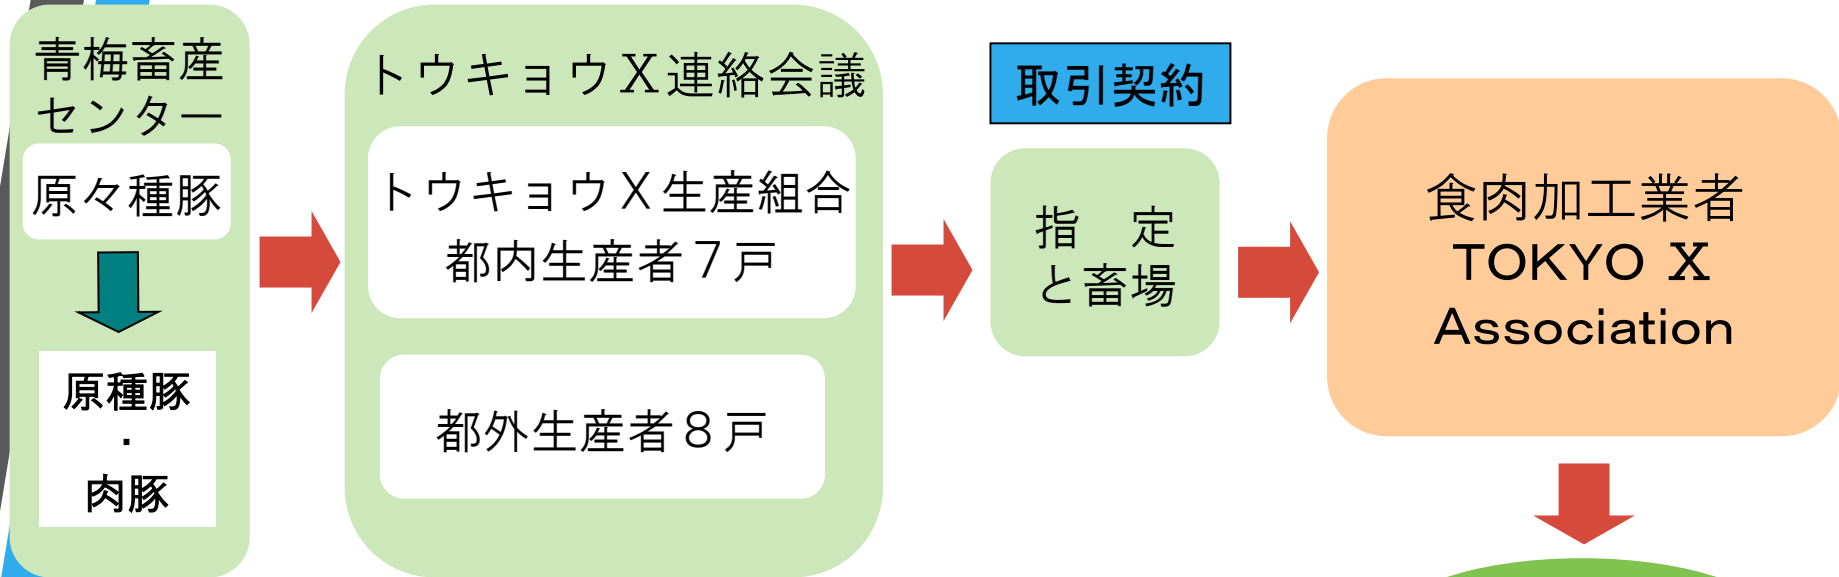 青梅畜産
センター
原々種豚
原種豚
・
肉豚
トウキョウX連絡会議
トウキョウX生産組合
都内生産者7戸
都外生産者8戸
取引契約
指　定
と畜場
食肉加工業者
TOKYO X
Association